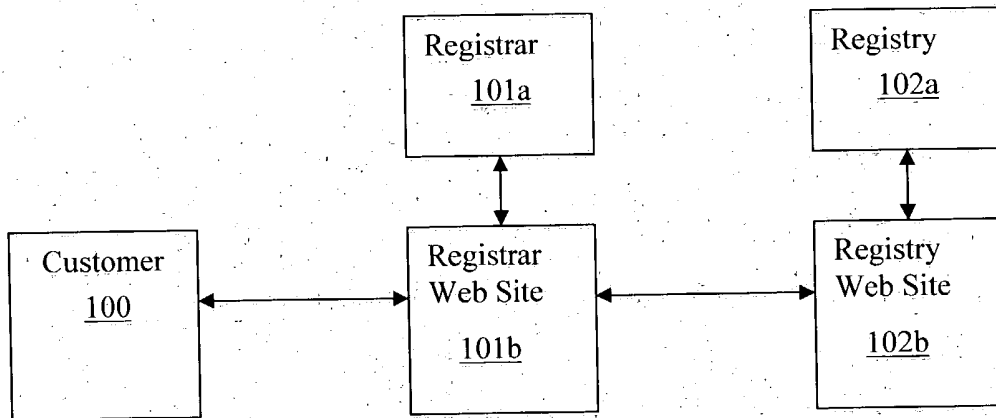 Registrar
101a
Registry
102a
Customer
100
Registrar
Web Site
101b
Registry
Web Site
102b